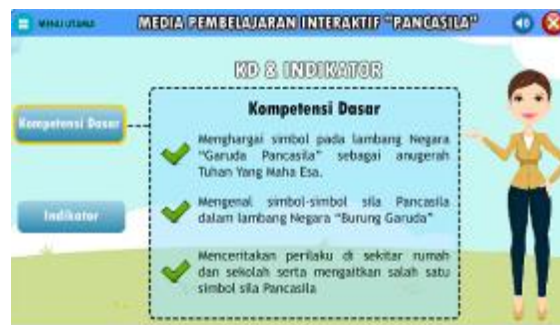 MENU UTAMA
MEDIA PEMBELAJARAN INTERAKTIF "PANCASILA"
KD & INDIKATOR
Kompetensi Dasar
Kompetensi Dasar
Menghargai simbol pada lambang Negara
"Garuda Pancasila" sebagai anugerah
Tuhan Yang Maha Esa.
Mengenal simbol-simbol sila Pancasila
dalam lambang Negara "Burung Garuda"
Indikator
Menceritakan perilaku di sekitar rumah
dan sekolah serta mengaitkan salah satu
simbol sila Pancasila